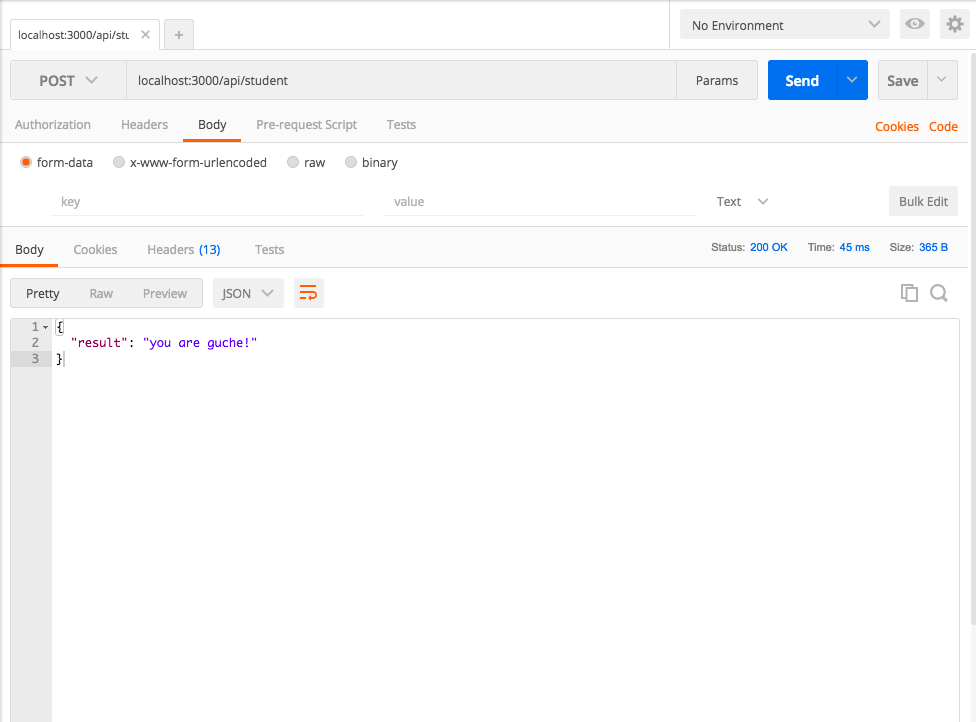 localhost:3000/api/stu
No Environment
POST localhost:3000/api/student Params Send Save
Authorization Headers Body Pre-request Script Tests Cookies Code
form-data x-www-form-urlencoded raw binary
key value Text Bulk Edit
Body Cookies Headers (13) Tests Status: 200 OK Time: 45 ms Size: 365 B
Pretty Raw Preview JSON
1 {
2 "result": "you are guche!"
3 }